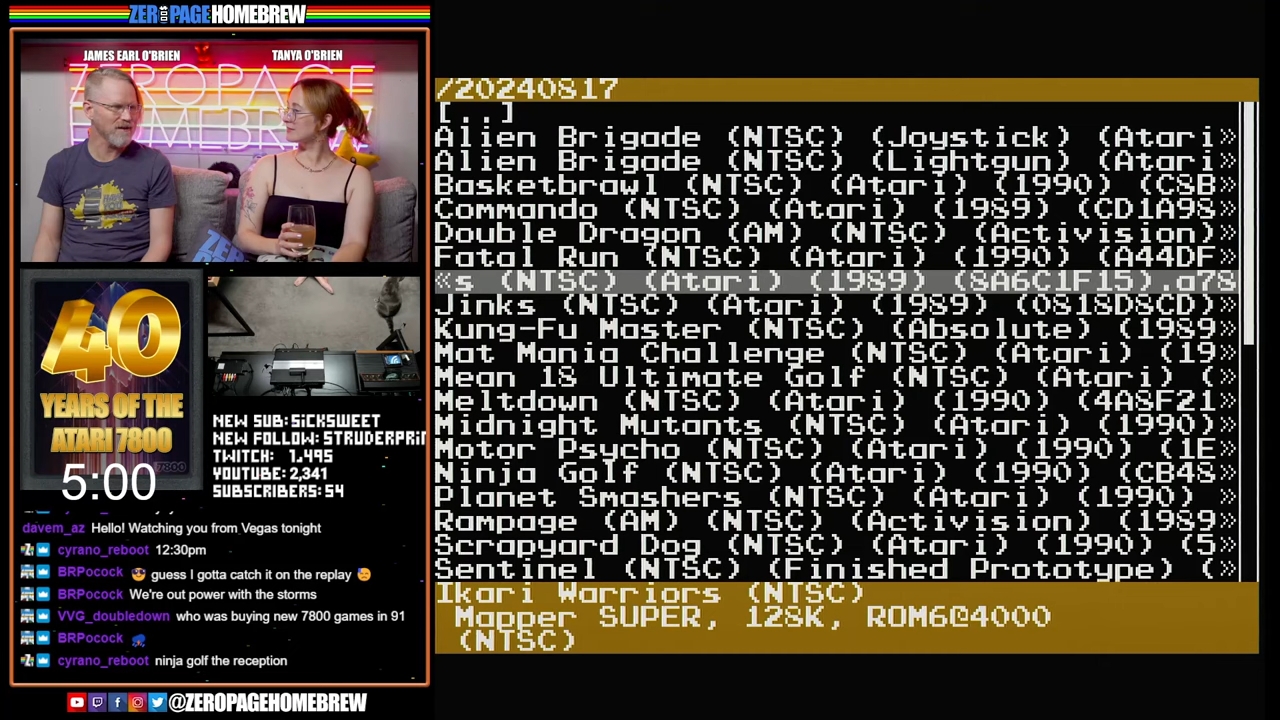 ZEROPAGE HOMEBREW
JAMES EARL O'BRIEN
TANYA O'BRIEN
ZEROPAGE
HOMEBREW
40
YEARS OF THE
ATARI 7800
5:00
7800
NEW SUB: SICKSWEET
NEW FOLLOW: STRUDERPRI
TWITCH: 1,495
YOUTUBE: 2,341
SUBSCRIBERS: 54
davem_az Hello! Watching you from Vegas tonight
cyrano_reboot 12:30pm
BRPocock guess I gotta catch it on the replay
BRPocock We're out power with the storms
VVG_doubledown who was buying new 7800 games in 91
BRPocock
cyrano_reboot ninja golf the reception
@ZEROPAGEHOMEBREW
/20240817
[..]
Alien Brigade (NTSC) (Joystick) (Atari»
Alien Brigade (NTSC) (Lightgun) (Atari»
Basketbrawl (NTSC) (Atari) (1990) (C8B»
Commando (NTSC) (Atari) (1989) (CD1A98»
Double Dragon (AM) (NTSC) (Activision)»
Fatal Run (NTSC) (Atari) (1990) (A44DF»
«s (NTSC) (Atari) (1989) (8A6C1F15).a78
Jinks (NTSC) (Atari) (1989) (0818D8CD)»
Kung-Fu Master (NTSC) (Absolute) (1989»
Mat Mania Challenge (NTSC) (Atari) (19»
Mean 18 Ultimate Golf (NTSC) (Atari) (»
Meltdown (NTSC) (Atari) (1990) (4A8F21»
Midnight Mutants (NTSC) (Atari) (1990)»
Motor Psycho (NTSC) (Atari) (1990) (1E»
Ninja Golf (NTSC) (Atari) (1990) (CB48»
Planet Smashers (NTSC) (Atari) (1990) »
Rampage (AM) (NTSC) (Activision) (1989»
Scrapyard Dog (NTSC) (Atari) (1990) (5»
Sentinel (NTSC) (Finished Prototype) (»
Ikari Warriors (NTSC)
Mapper SUPER, 128K, ROM6@4000
(NTSC)